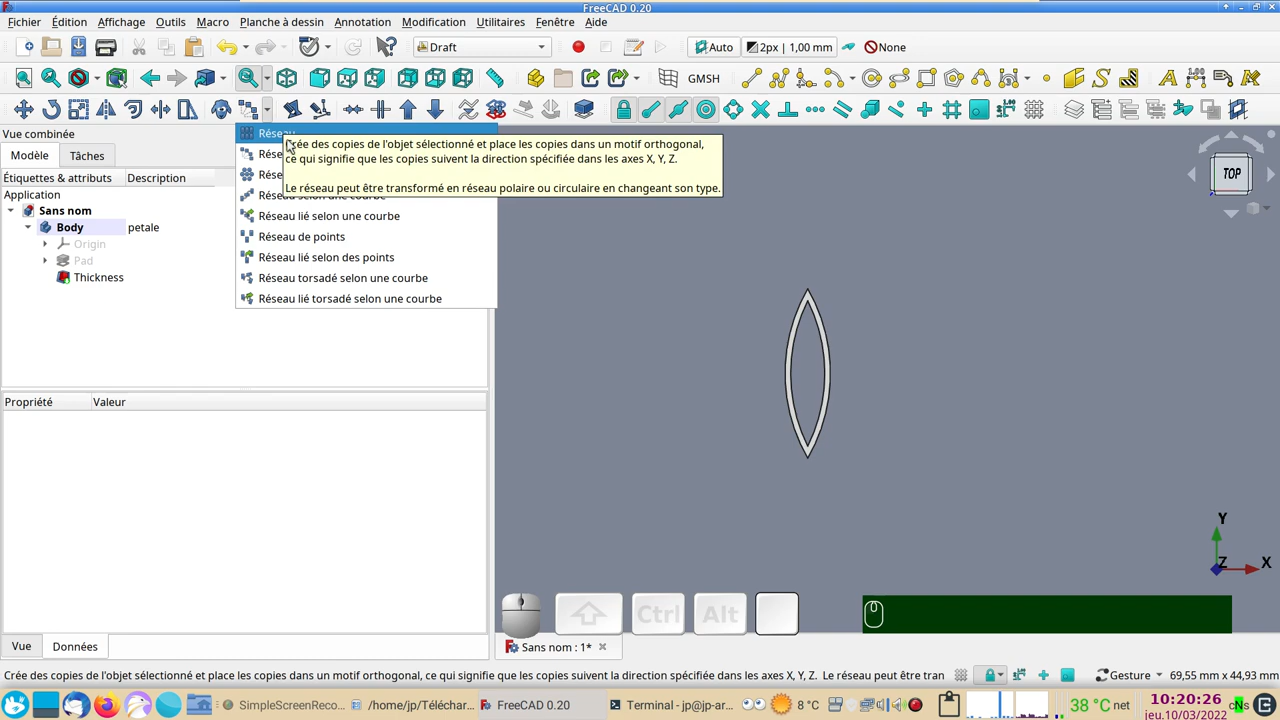 FreeCAD 0.20
Fichier Édition Affichage Outils Macro Planche à dessin Annotation Modification Utilitaires Fenêtre Aide
Draft Auto 2px | 1,00 mm None
GMSH
Vue combinée
Modèle Tâches
Étiquettes & attributs Description
Application
Sans nom
Body petale
Origin
Pad
Thickness
Réseau
Rése
Rése
Réseau selon une courbe
Réseau lié selon une courbe
Réseau de points
Réseau lié selon des points
Réseau torsadé selon une courbe
Réseau lié torsadé selon une courbe
Crée des copies de l'objet sélectionné et place les copies dans un motif orthogonal,
ce qui signifie que les copies suivent la direction spécifiée dans les axes X, Y, Z.
Le réseau peut être transformé en réseau polaire ou circulaire en changeant son type.
TOP
Propriété Valeur
Y
Z X
Ctrl Alt
Vue Données
Sans nom : 1*
Crée des copies de l'objet sélectionné et place les copies dans un motif orthogonal, ce qui signifie que les copies suivent la direction spécifiée dans les axes X, Y, Z. Le réseau peut être tran
Gesture 69,55 mm x 44,93 mm
SimpleScreenReco... /home/jp/Téléchar... FreeCAD 0.20 Terminal - jp@jp-ar... 8 °C 38 °C net 10:20:26 cNs
jeu.10/03/2022